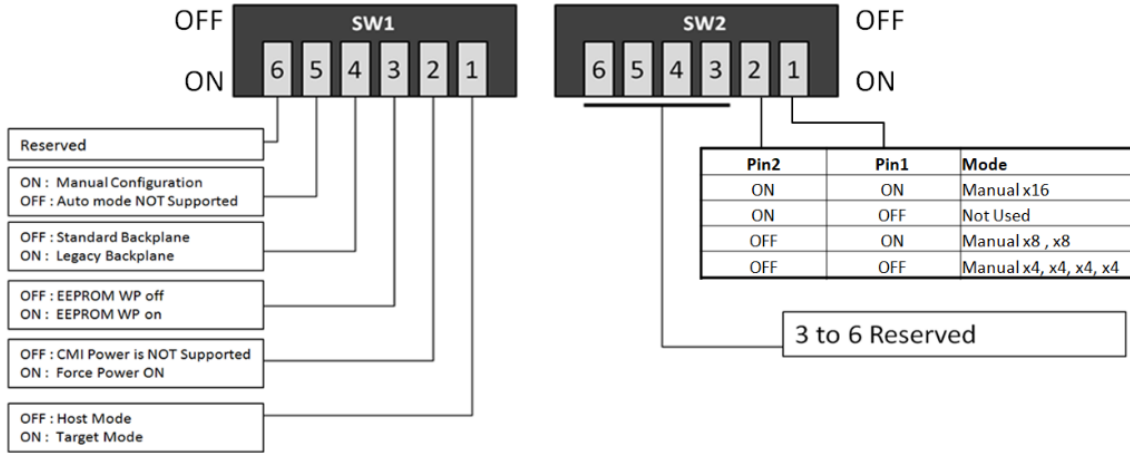 OFF SW1 SW2 OFF
ON 6 5 4 3 2 1 6 5 4 3 2 1 ON
Reserved
ON : Manual Configuration
OFF : Auto mode NOT Supported
OFF : Standard Backplane
ON : Legacy Backplane
OFF : EEPROM WP off
ON : EEPROM WP on
OFF : CMI Power is NOT Supported
ON : Force Power ON
OFF : Host Mode
ON : Target Mode
Pin2 Pin1 Mode
ON ON Manual x16
ON OFF Not Used
OFF ON Manual x8 , x8
OFF OFF Manual x4, x4, x4, x4
3 to 6 Reserved